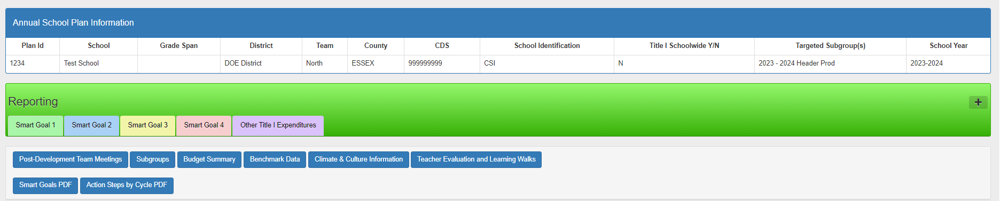 Annual School Plan Information
Plan Id School Grade Span District Team County CDS School Identification Title I Schoolwide Y/N Targeted Subgroup(s) School Year
1234 Test School DOE District North ESSEX 999999999 CSI N 2023 - 2024 Header Prod 2023-2024
Reporting
Smart Goal 1 Smart Goal 2 Smart Goal 3 Smart Goal 4 Other Title I Expenditures
Post-Development Team Meetings Subgroups Budget Summary Benchmark Data Climate & Culture Information Teacher Evaluation and Learning Walks
Smart Goals PDF Action Steps by Cycle PDF